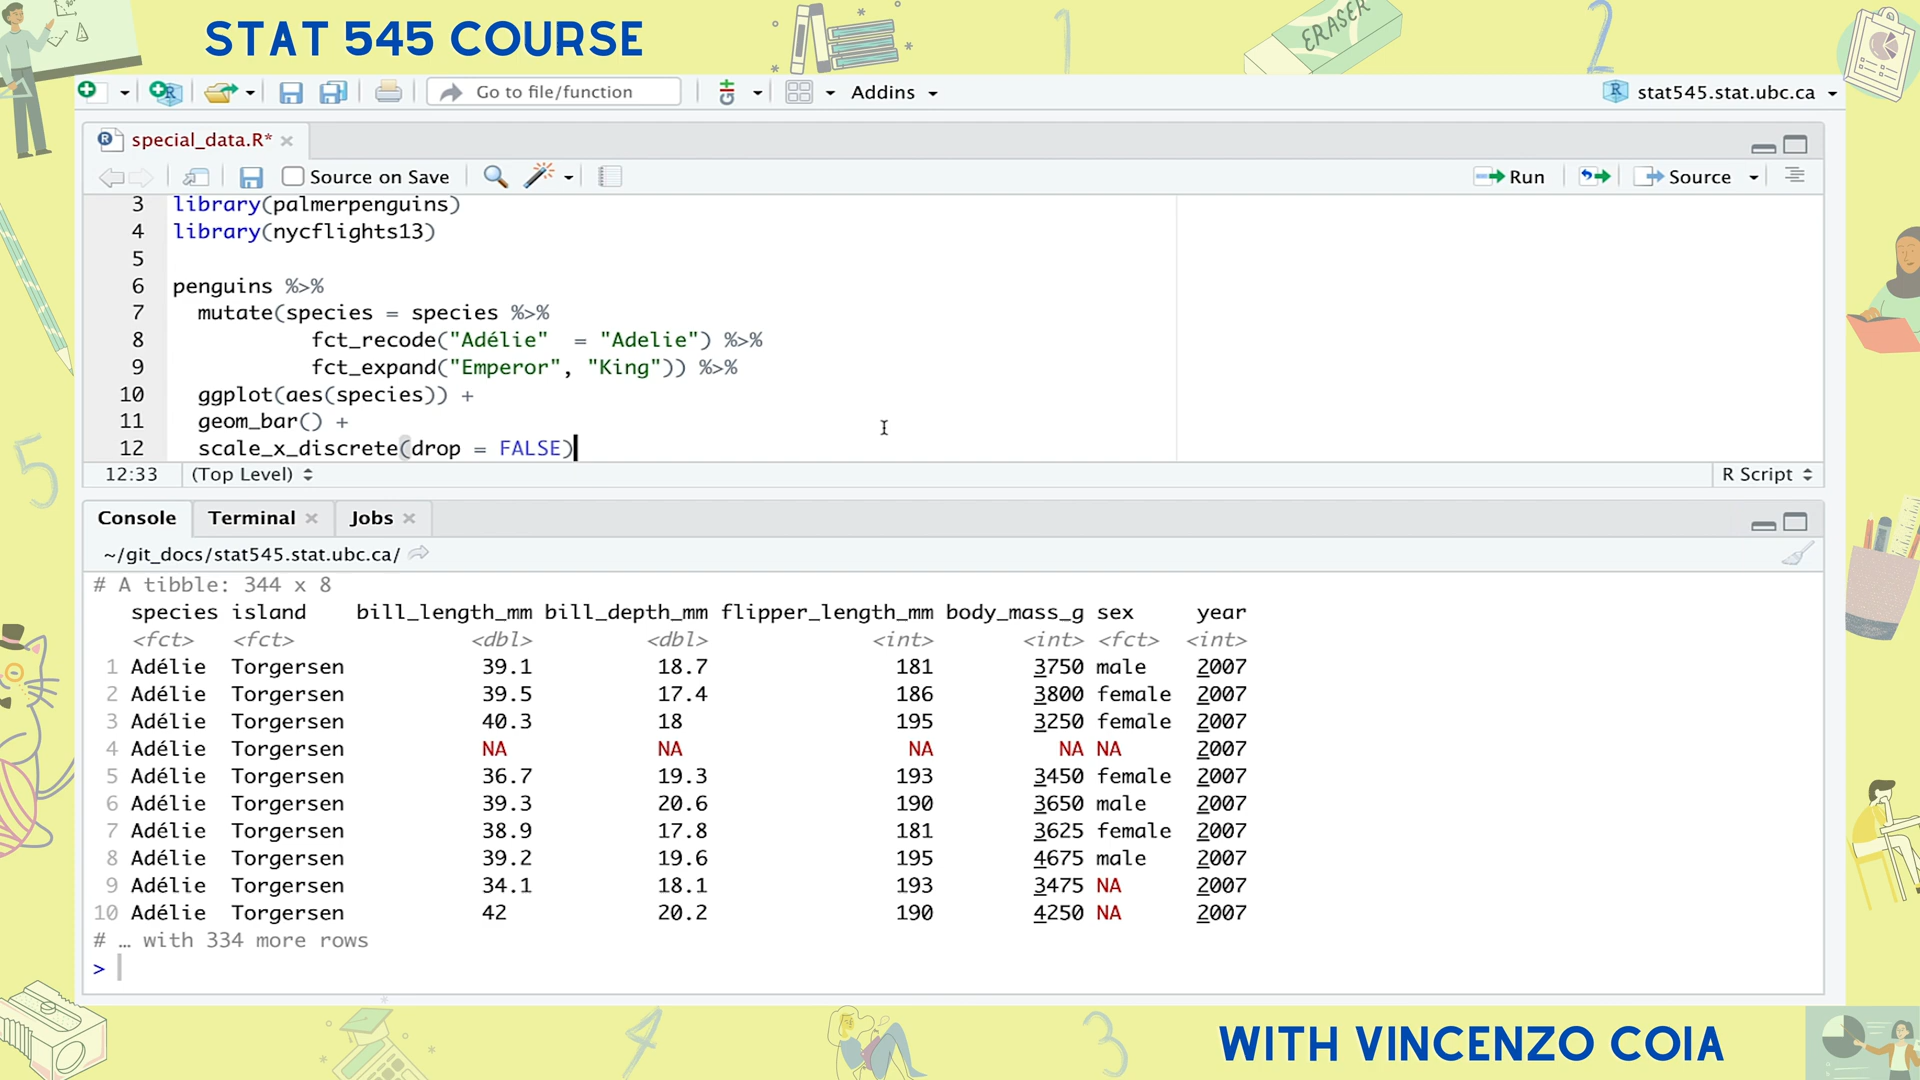 STAT 545 COURSE
ERASER
Go to file/function
Addins
stat545.stat.ubc.ca
special_data.R*
Source on Save
Run
Source
3 library(palmerpenguins)
4 library(nycflights13)
5
6 penguins %>%
7 mutate(species = species %>%
8 fct_recode("Adélie" = "Adelie") %>%
9 fct_expand("Emperor", "King")) %>%
10 ggplot(aes(species)) +
11 geom_bar() +
12 scale_x_discrete(drop = FALSE)
12:33 (Top Level) R Script
Console Terminal Jobs
~/git_docs/stat545.stat.ubc.ca/
# A tibble: 344 x 8
species island bill_length_mm bill_depth_mm flipper_length_mm body_mass_g sex year
<fct> <fct> <dbl> <dbl> <int> <int> <fct> <int>
1 Adélie Torgersen 39.1 18.7 181 3750 male 2007
2 Adélie Torgersen 39.5 17.4 186 3800 female 2007
3 Adélie Torgersen 40.3 18 195 3250 female 2007
4 Adélie Torgersen NA NA NA NA NA 2007
5 Adélie Torgersen 36.7 19.3 193 3450 female 2007
6 Adélie Torgersen 39.3 20.6 190 3650 male 2007
7 Adélie Torgersen 38.9 17.8 181 3625 female 2007
8 Adélie Torgersen 39.2 19.6 195 4675 male 2007
9 Adélie Torgersen 34.1 18.1 193 3475 NA 2007
10 Adélie Torgersen 42 20.2 190 4250 NA 2007
# … with 334 more rows
>
WITH VINCENZO COIA
1
2
5
4
3